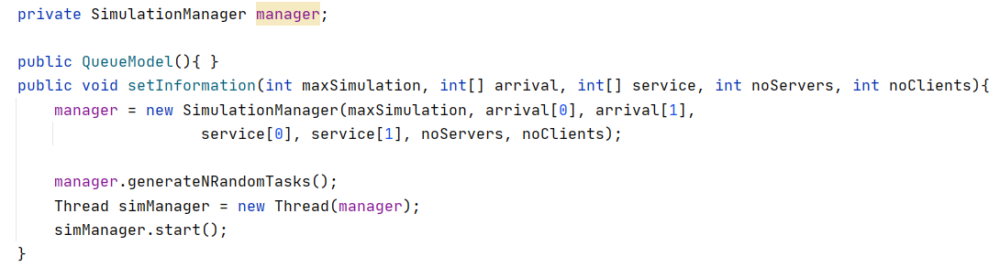 private SimulationManager manager;
public QueueModel(){ }
public void setInformation(int maxSimulation, int[] arrival, int[] service, int noServers, int noClients){
manager = new SimulationManager(maxSimulation, arrival[0], arrival[1],
service[0], service[1], noServers, noClients);
manager.generateNRandomTasks();
Thread simManager = new Thread(manager);
simManager.start();
}